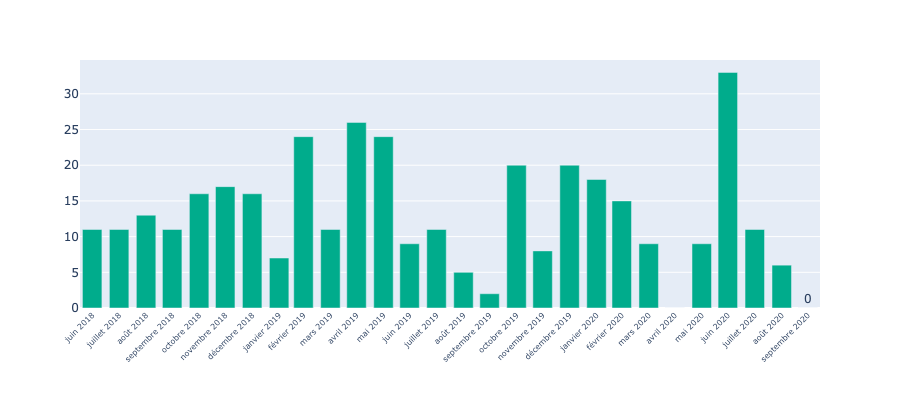 30
25
20
15
10
5
0
0
juin 2018
juillet 2018
août 2018
septembre 2018
octobre 2018
novembre 2018
décembre 2018
janvier 2019
février 2019
mars 2019
avril 2019
mai 2019
juin 2019
juillet 2019
août 2019
septembre 2019
octobre 2019
novembre 2019
décembre 2019
janvier 2020
février 2020
mars 2020
avril 2020
mai 2020
juin 2020
juillet 2020
août 2020
septembre 2020